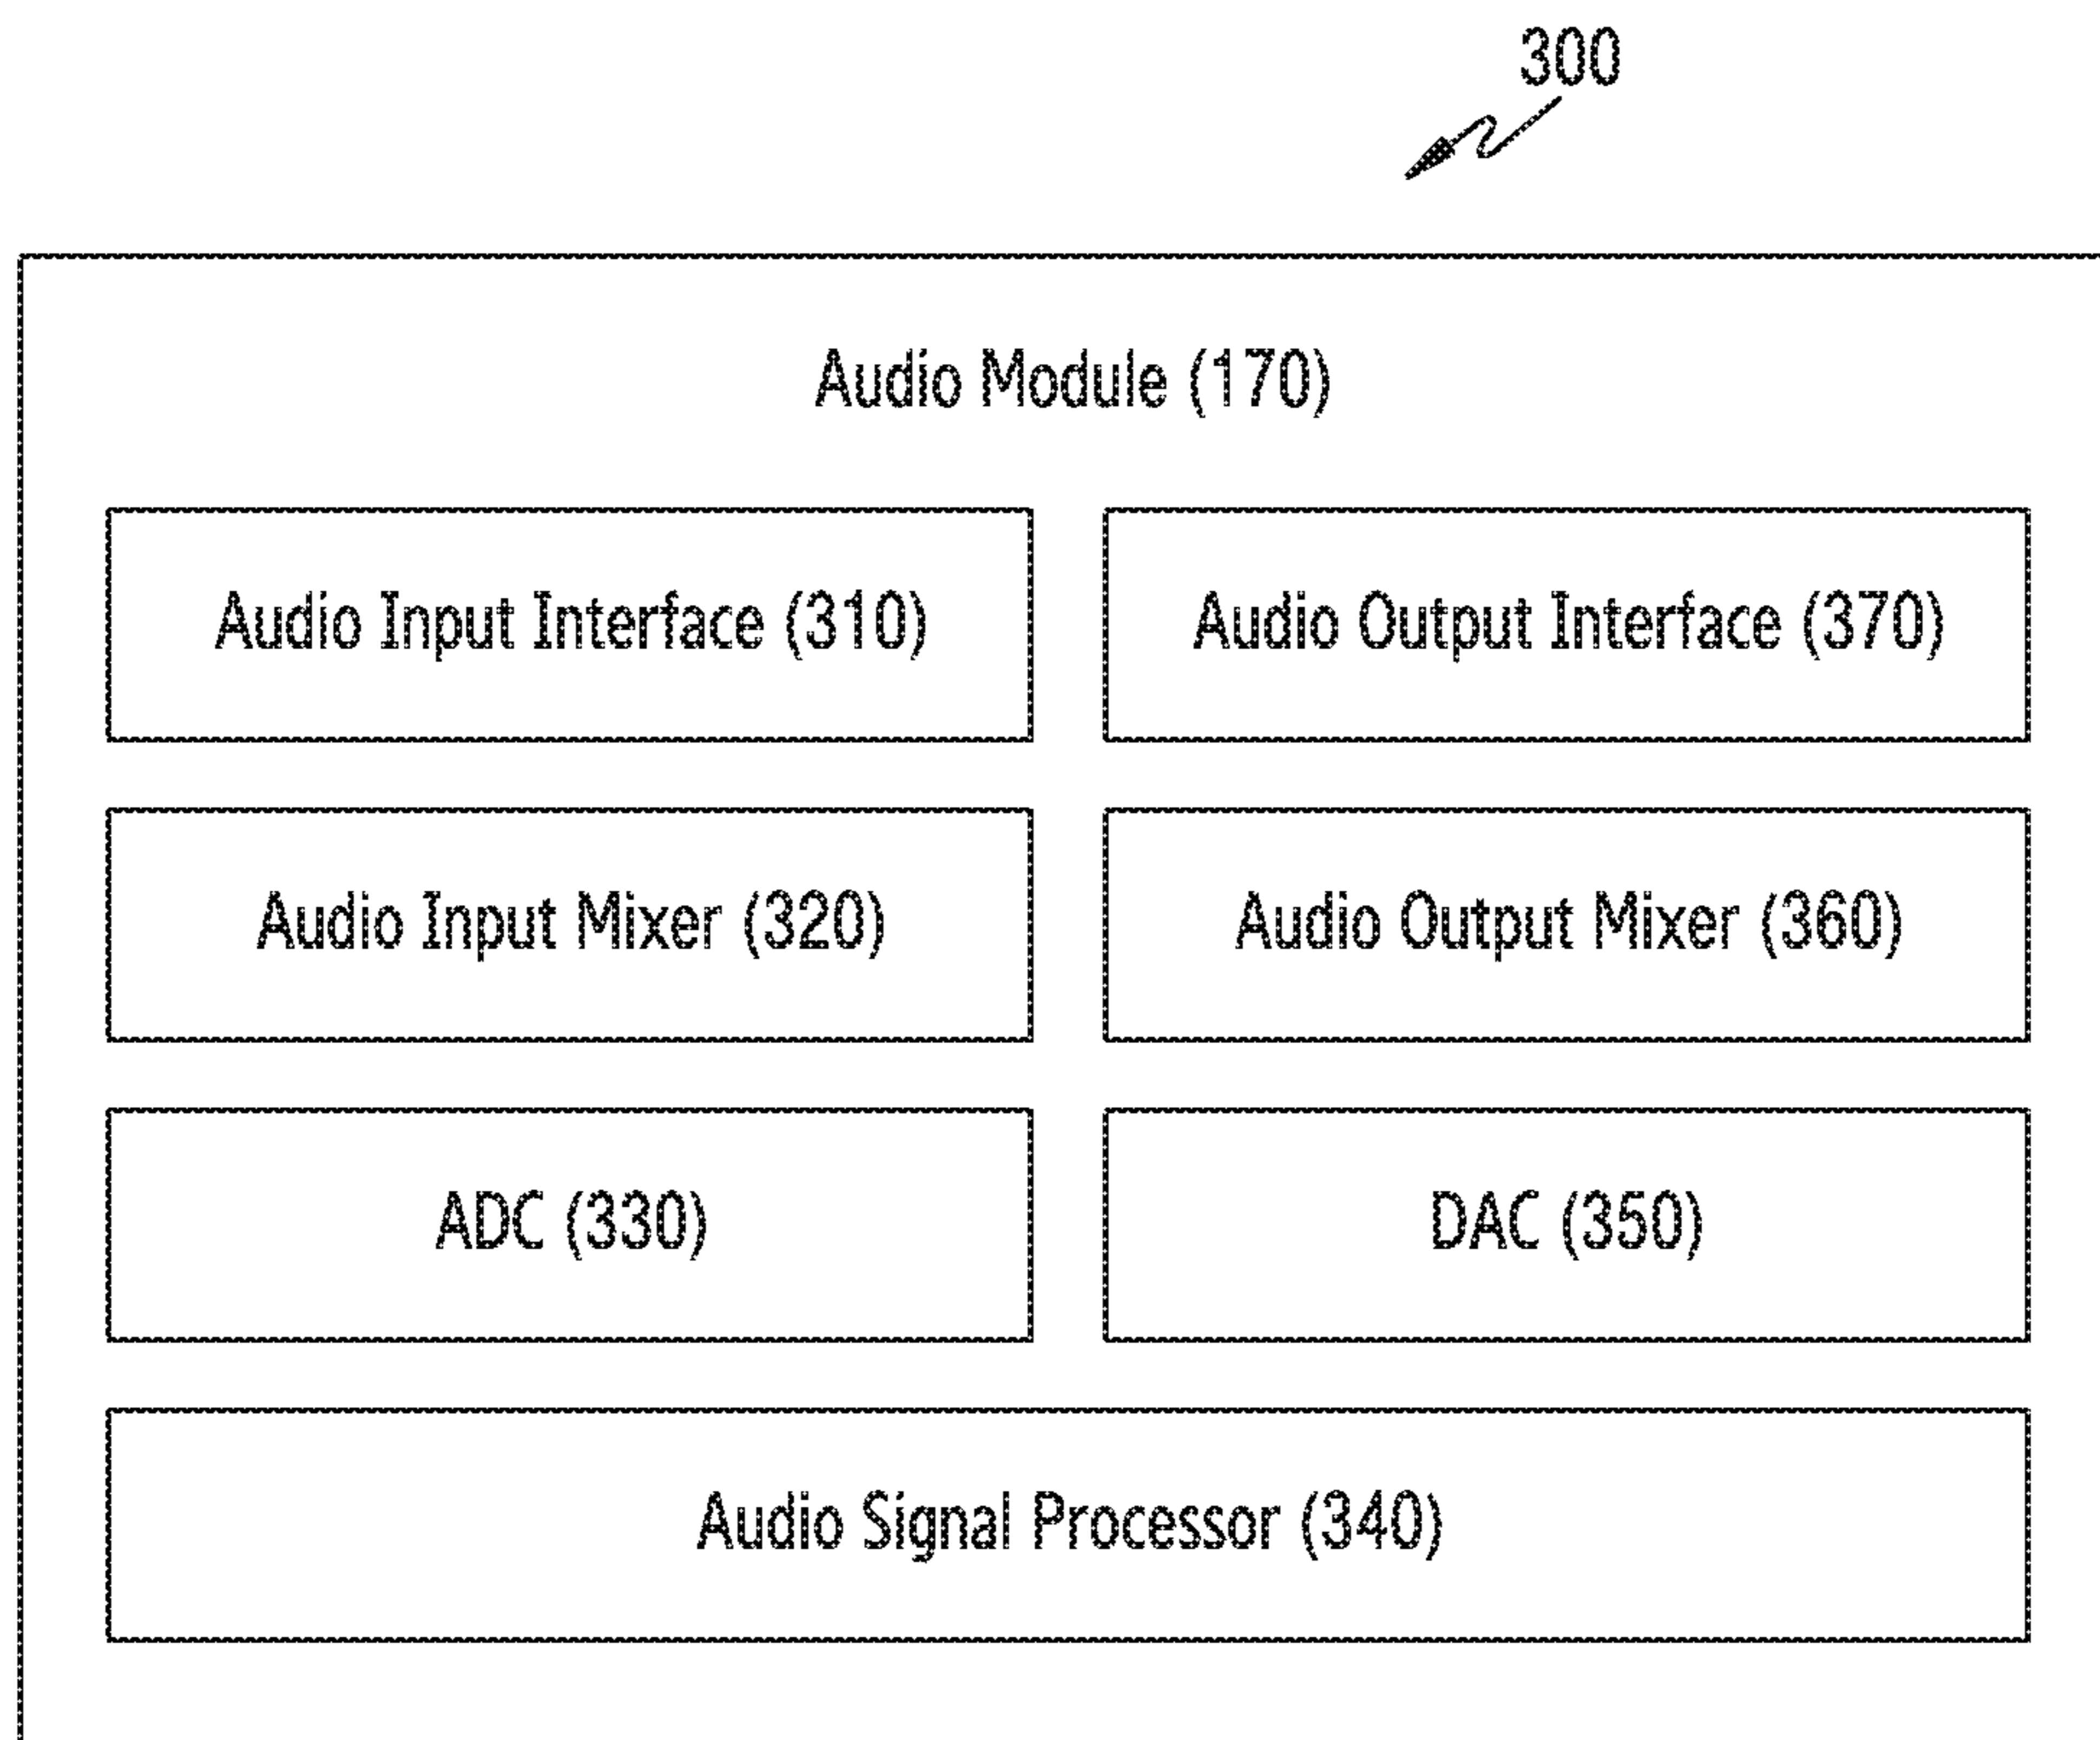 300
Audio Module (170)
Audio Input Interface (310)
Audio Output Interface (370)
Audio Input Mixer (320)
Audio Output Mixer (360)
ADC (330)
DAC (350)
Audio Signal Processor (340)